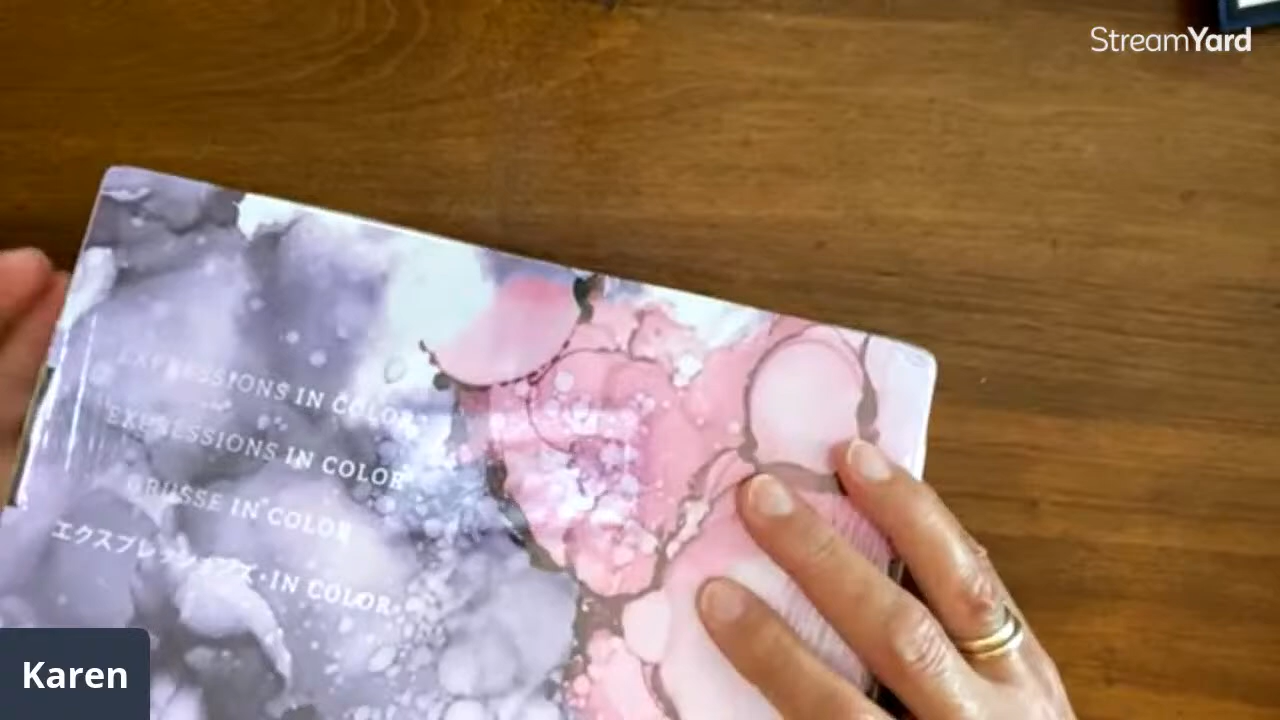 StreamYard
EXPRESSIONS IN COLOR
EXPRESSIONS IN COLOR
GRÜSSE IN COLOR
エクスプレッションズ・IN COLOR
Karen